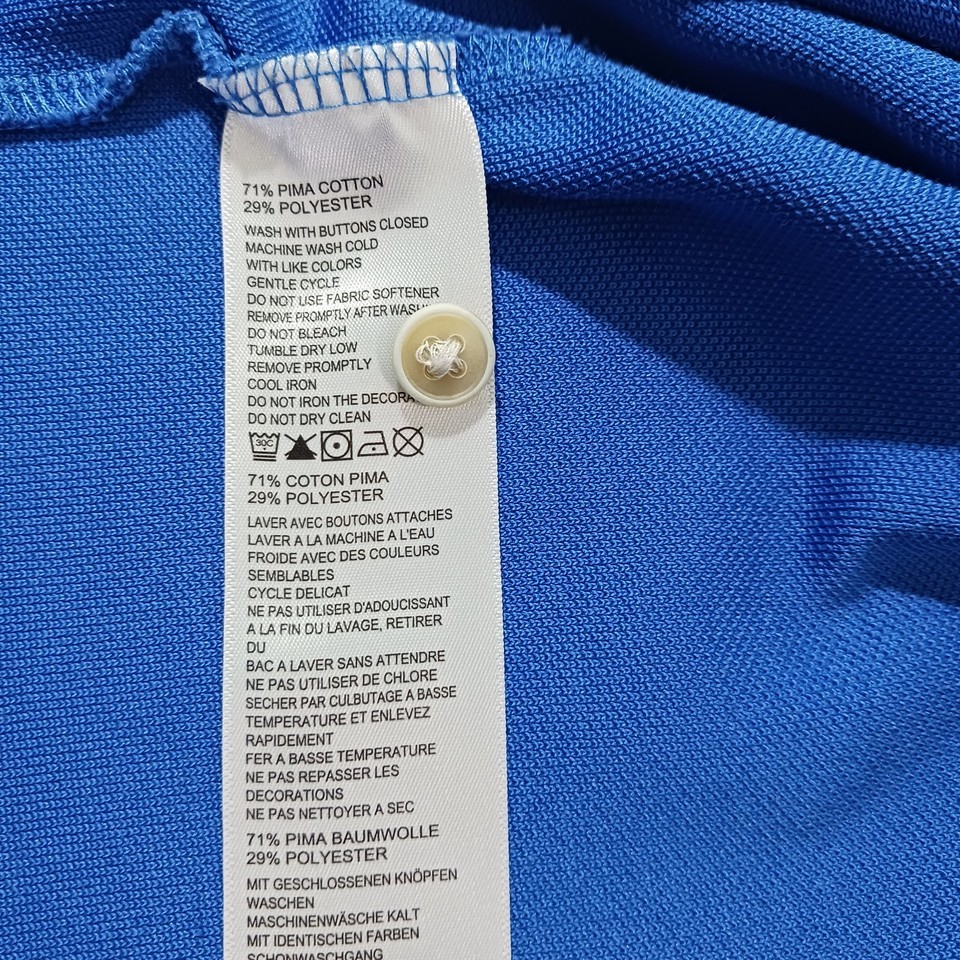 71% PIMA COTTON
29% POLYESTER
WASH WITH BUTTONS CLOSED
MACHINE WASH COLD
WITH LIKE COLORS
GENTLE CYCLE
DO NOT USE FABRIC SOFTENER
REMOVE PROMPTLY AFTER
DO NOT BLEACH
TUMBLE DRY LOW
REMOVE PROMPTLY
COOL IRON
DO NOT IRON THE
DO NOT DRY CLEAN
30C
71% COTON PIMA
29% POLYESTER
LAVER AVEC BOUTONS ATTACHES
LAVER A LA MACHINE A L'EAU
FROIDE AVEC DES COULEURS
SEMBLABLES
CYCLE DELICAT
NE PAS UTILISER D'ADOUCISSANT
A LA FIN DU LAVAGE, RETIRER
DU
BAC A LAVER SANS ATTENDRE
NE PAS UTILISER DE CHLORE
SECHER PAR CULBUTAGE A BASSE
TEMPERATURE ET ENLEVEZ
RAPIDEMENT
FER A BASSE TEMPERATURE
NE PAS REPASSER LES
DECORATIONS
NE PAS NETTOYER A SEC
71% PIMA BAUMWOLLE
29% POLYESTER
MIT GESCHLOSSENEN KNÖPFEN
WASCHEN
MASCHINENWÄSCHE KALT
MIT IDENTISCHEN FARBEN
SCHONWASCHGANG